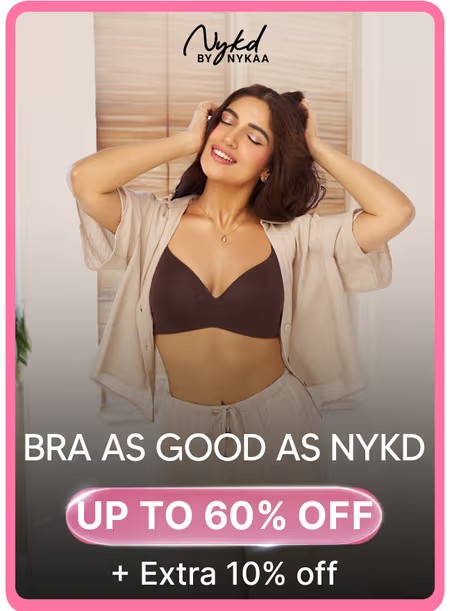 Nykd
BY NYKAA
BRA AS GOOD AS NYKD
UP TO 60% OFF
+ Extra 10% off